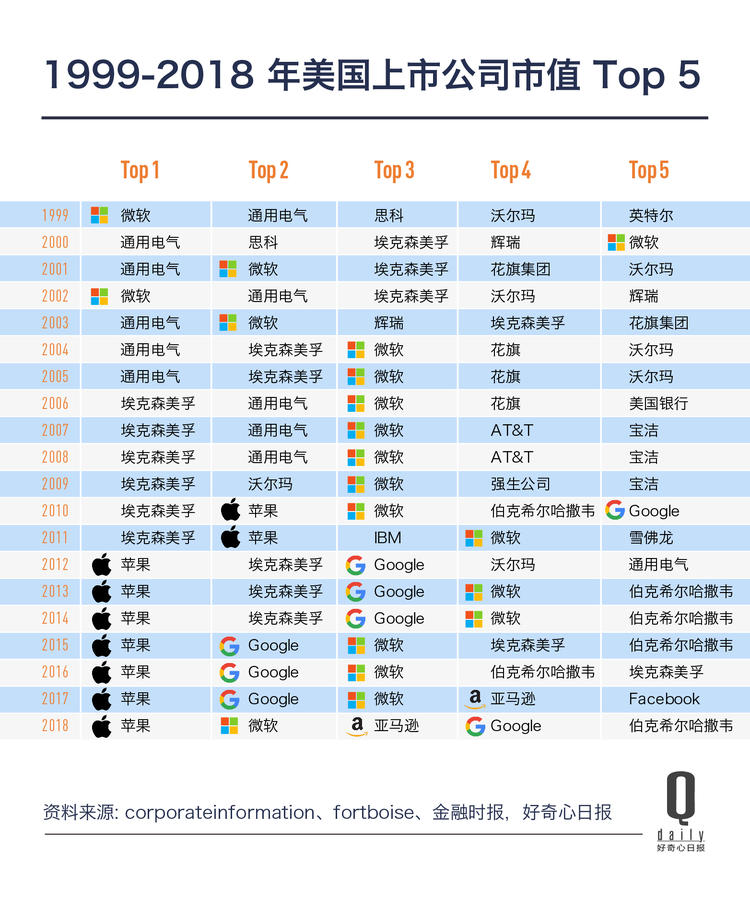 1999-2018 年美国上市公司市值 Top 5
Top 1 Top 2 Top 3 Top 4 Top 5
1999 微软 通用电气 思科 沃尔玛 英特尔
2000 通用电气 思科 埃克森美孚 辉瑞 微软
2001 通用电气 微软 埃克森美孚 花旗集团 沃尔玛
2002 微软 通用电气 埃克森美孚 沃尔玛 辉瑞
2003 通用电气 微软 辉瑞 埃克森美孚 花旗集团
2004 通用电气 埃克森美孚 微软 花旗 沃尔玛
2005 通用电气 埃克森美孚 微软 花旗 沃尔玛
2006 埃克森美孚 通用电气 微软 花旗 美国银行
2007 埃克森美孚 通用电气 微软 AT&T 宝洁
2008 埃克森美孚 通用电气 微软 AT&T 宝洁
2009 埃克森美孚 沃尔玛 微软 强生公司 宝洁
2010 埃克森美孚 苹果 微软 伯克希尔哈撒韦 Google
2011 埃克森美孚 苹果 IBM 微软 雪佛龙
2012 苹果 埃克森美孚 Google 沃尔玛 通用电气
2013 苹果 埃克森美孚 Google 微软 伯克希尔哈撒韦
2014 苹果 埃克森美孚 Google 微软 伯克希尔哈撒韦
2015 苹果 Google 微软 埃克森美孚 伯克希尔哈撒韦
2016 苹果 Google 微软 伯克希尔哈撒韦 埃克森美孚
2017 苹果 Google 微软 亚马逊 Facebook
2018 苹果 微软 亚马逊 Google 伯克希尔哈撒韦
资料来源: corporateinformation、fortboise、金融时报，好奇心日报
Q
daily
好奇心日报